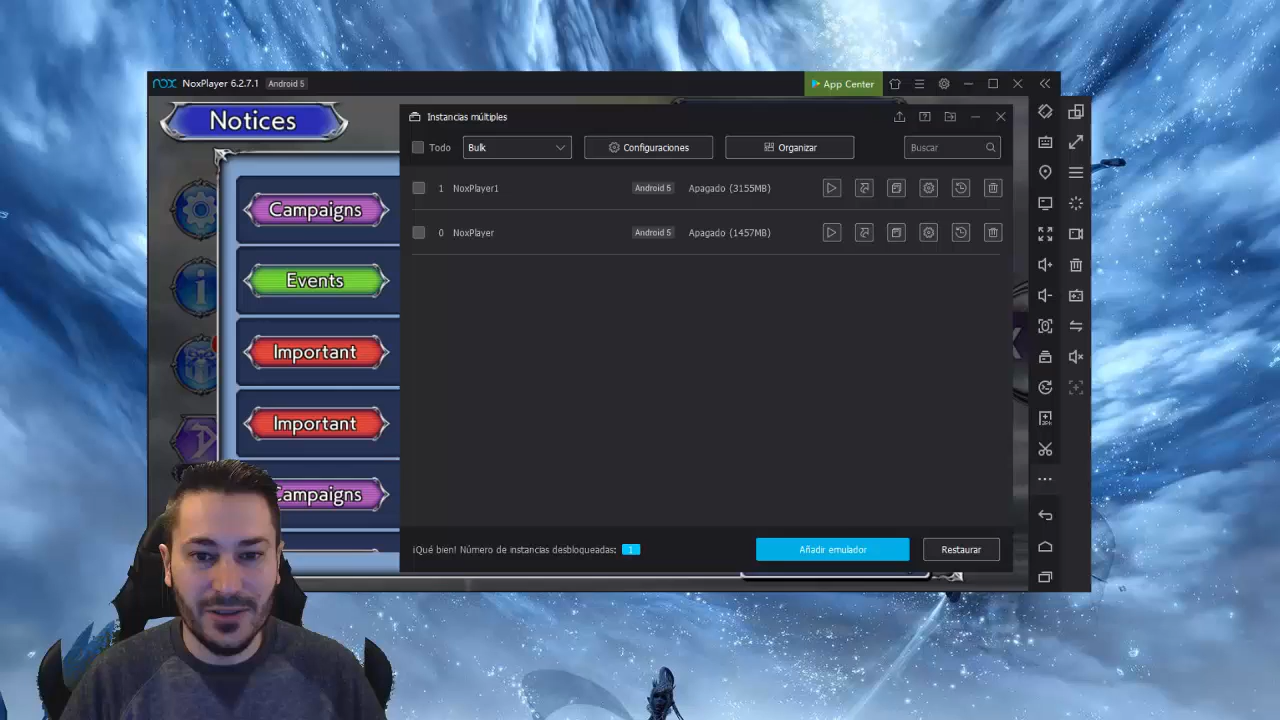 nox NoxPlayer 6.2.7.1 Android 5 App Center
Notices
Campaigns
Events
Important
Important
Campaigns
Instancias múltiples
Todo Bulk Configuraciones Organizar Buscar
1 NoxPlayer1 Android 5 Apagado (3155MB)
0 NoxPlayer Android 5 Apagado (1457MB)
¡Qué bien! Número de instancias desbloqueadas: 1 Añadir emulador Restaurar